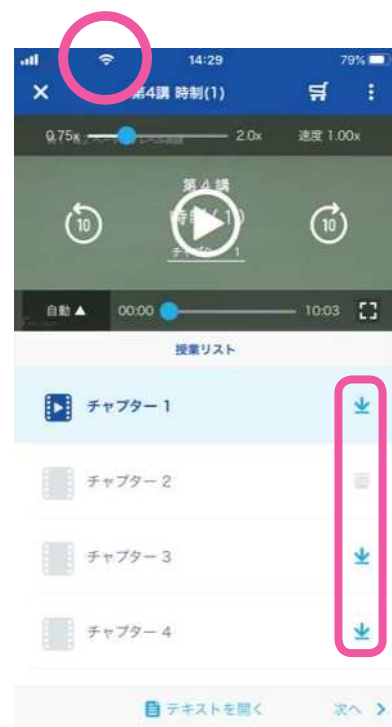 14:29
79%
第4講 時制(1)
0.75x
2.0x
速度 1.00x
第4講
時制(1)
チャプター 1
10
10
自動▲
00:00
10:03
授業リスト
チャプター 1
チャプター 2
チャプター 3
チャプター 4
テキストを開く
次へ